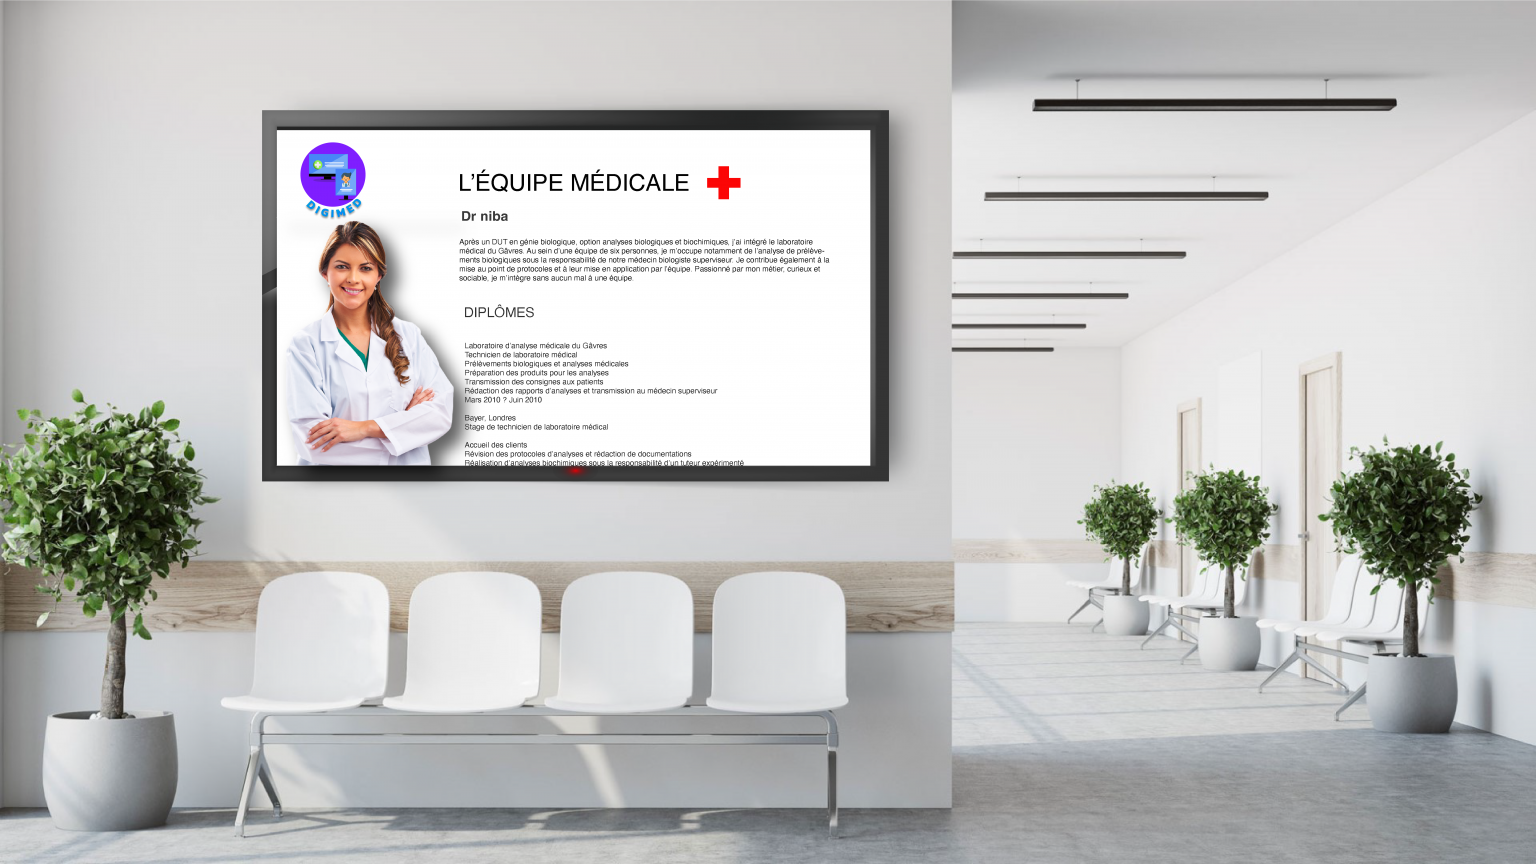 DIGIMED
L’ÉQUIPE MÉDICALE
Dr niba
Après un DUT en génie biologique, option analyses biologiques et biochimiques, j’ai intégré le laboratoire
médical du Gâvres. Au sein d’une équipe de six personnes, je m’occupe notamment de l’analyse de prélève-
ments biologiques sous la responsabilité de notre médecin biologiste superviseur. Je contribue également à la
mise au point de protocoles et à leur mise en application par l’équipe. Passionné par mon métier, curieux et
sociable, je m’intègre sans aucun mal à une équipe.
DIPLÔMES
Laboratoire d’analyse médicale du Gâvres
Technicien de laboratoire médical
Prélèvements biologiques et analyses médicales
Préparation des produits pour les analyses
Transmission des consignes aux patients
Rédaction des rapports d’analyses et transmission au médecin superviseur
Mars 2010 ? Juin 2010
Bayer, Londres
Stage de technicien de laboratoire médical
Accueil des clients
Révision des protocoles d’analyses et rédaction de documentations
Réalisation d’analyses biochimiques sous la responsabilité d’un tuteur expérimenté